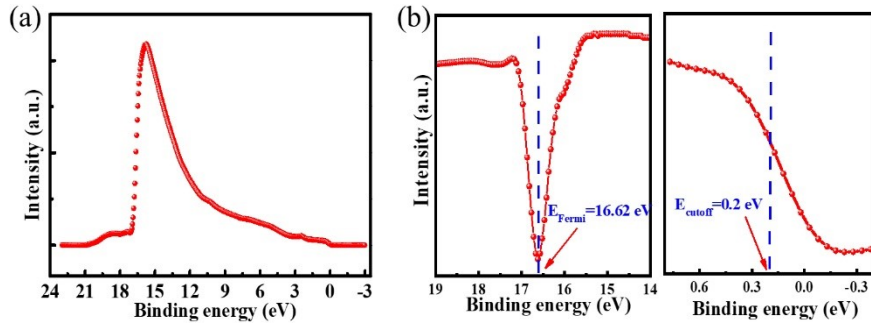 (a)
Intensity (a.u.)
24 21 18 15 12 9 6 3 0 -3
Binding energy (eV)
(b)
Intensity (a.u.)
E_Fermi=16.62 eV
19 18 17 16 15 14
Binding energy (eV)
E_cutoff=0.2 eV
0.6 0.3 0.0 -0.3
Binding energy (eV)